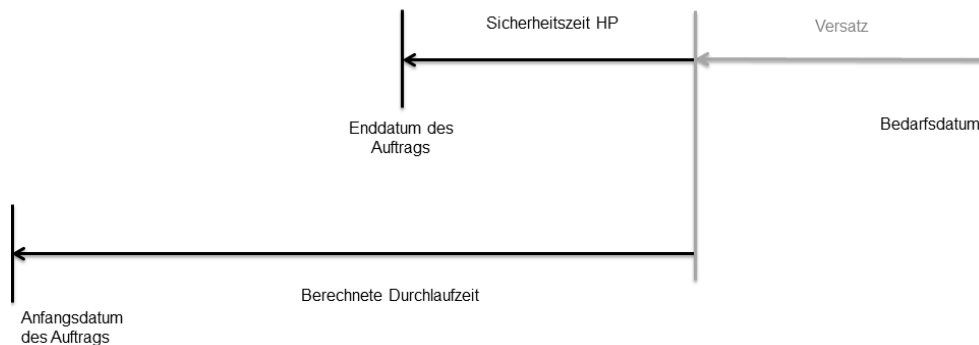 Sicherheitszeit HP
Versatz
Enddatum des
Auftrags
Bedarfsdatum
Berechnete Durchlaufzeit
Anfangsdatum
des Auftrags